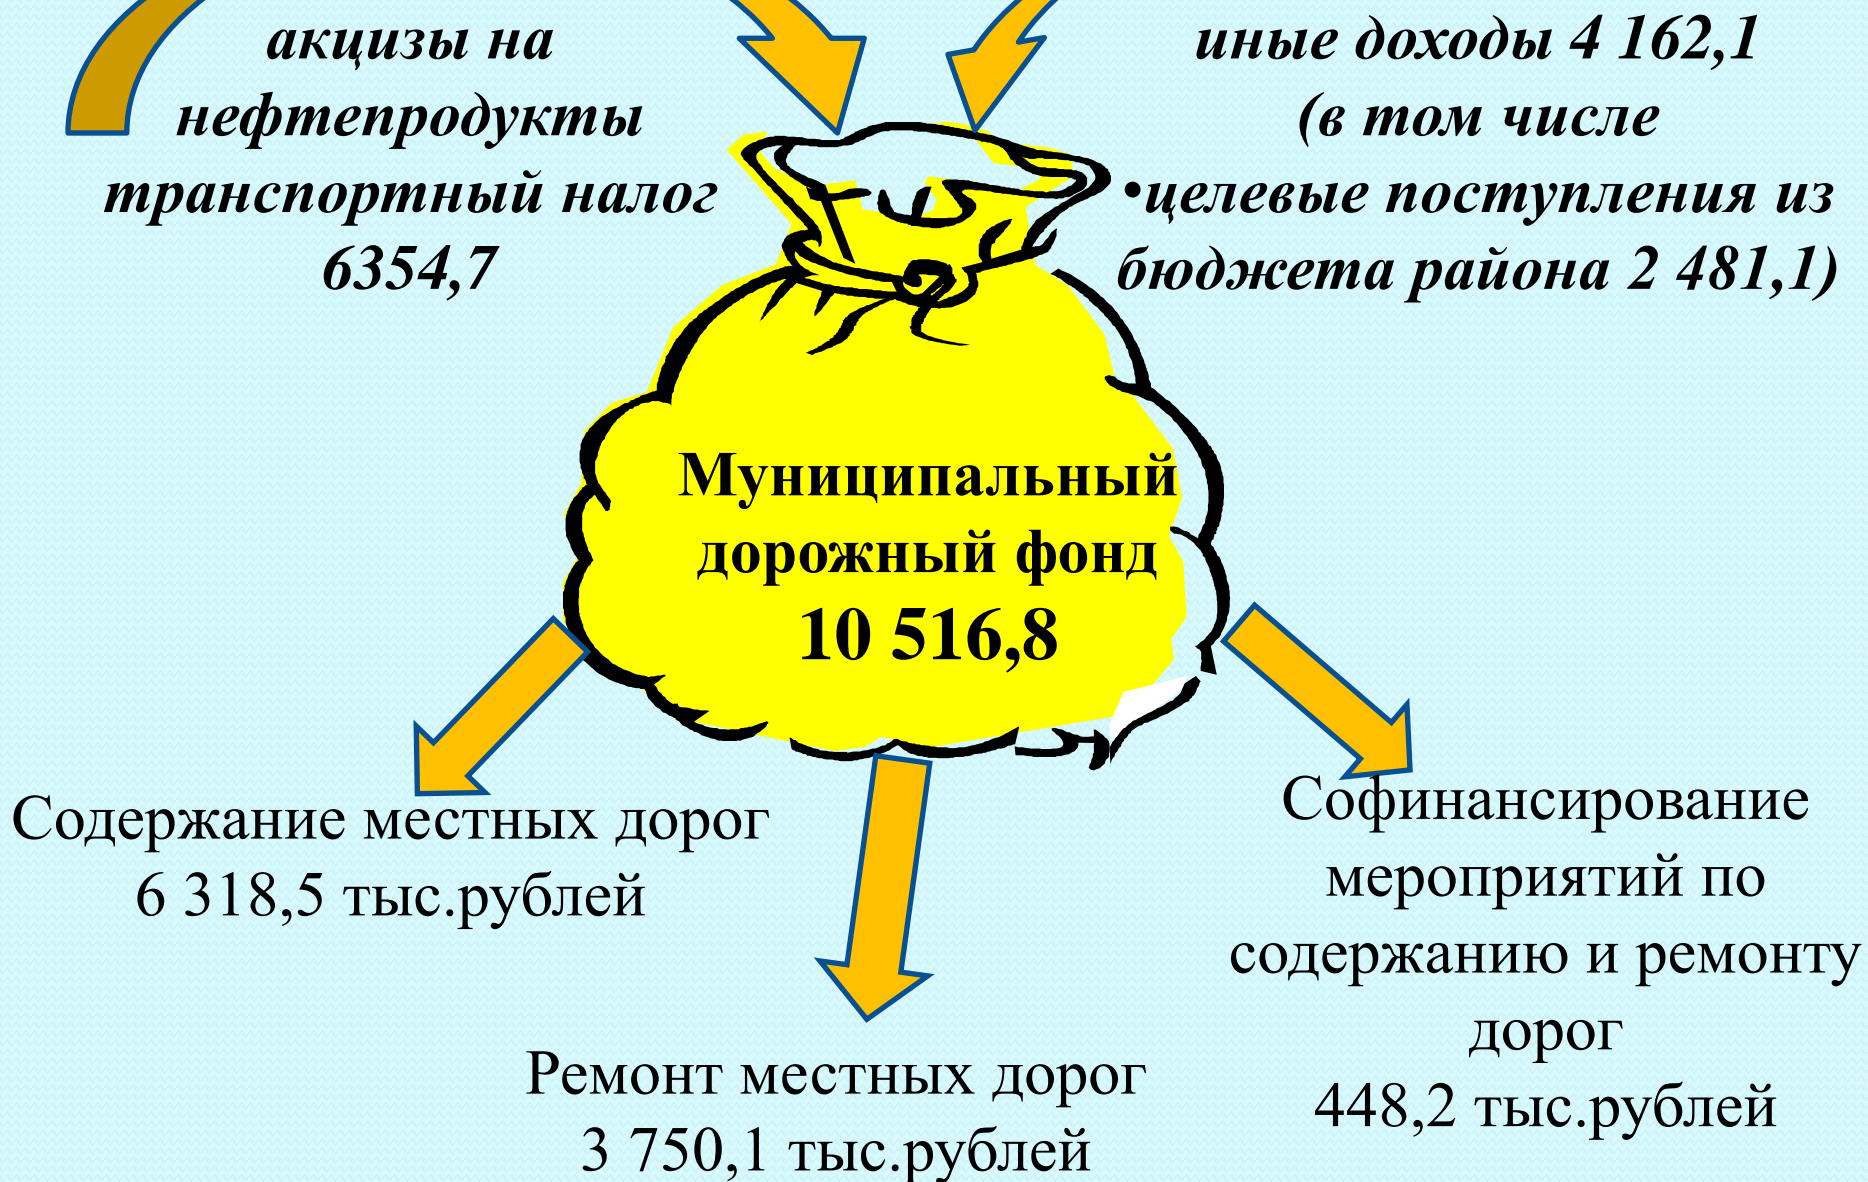 акцизы на
нефтепродукты
транспортный налог
6354,7
иные доходы 4 162,1
(в том числе
•целевые поступления из
бюджета района 2 481,1)
Муниципальный
дорожный фонд
10 516,8
Содержание местных дорог
6 318,5 тыс.рублей
Ремонт местных дорог
3 750,1 тыс.рублей
Софинансирование
мероприятий по
содержанию и ремонту
дорог
448,2 тыс.рублей